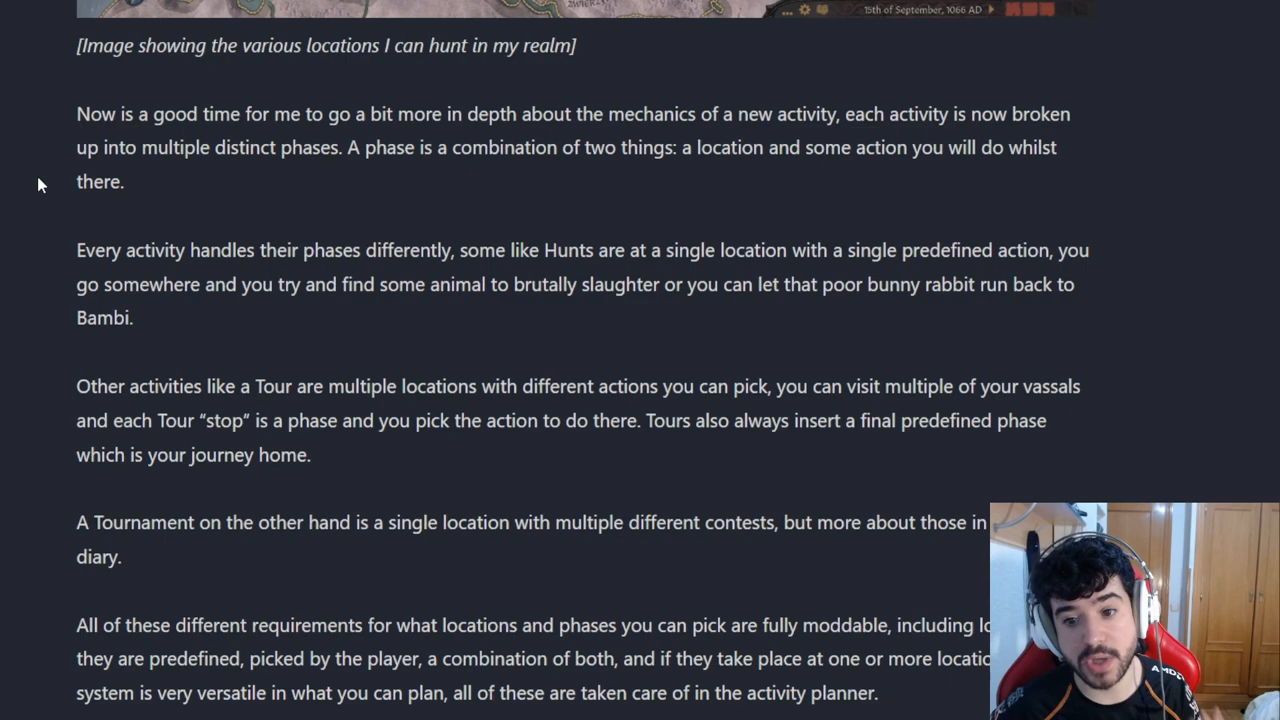 ZWIERZ
15th of September, 1066 AD
[Image showing the various locations I can hunt in my realm]
Now is a good time for me to go a bit more in depth about the mechanics of a new activity, each activity is now broken
up into multiple distinct phases. A phase is a combination of two things: a location and some action you will do whilst
there.
Every activity handles their phases differently, some like Hunts are at a single location with a single predefined action, you
go somewhere and you try and find some animal to brutally slaughter or you can let that poor bunny rabbit run back to
Bambi.
Other activities like a Tour are multiple locations with different actions you can pick, you can visit multiple of your vassals
and each Tour “stop” is a phase and you pick the action to do there. Tours also always insert a final predefined phase
which is your journey home.
A Tournament on the other hand is a single location with multiple different contests, but more about those in
diary.
All of these different requirements for what locations and phases you can pick are fully moddable, including
they are predefined, picked by the player, a combination of both, and if they take place at one or more
system is very versatile in what you can plan, all of these are taken care of in the activity planner.
AMD